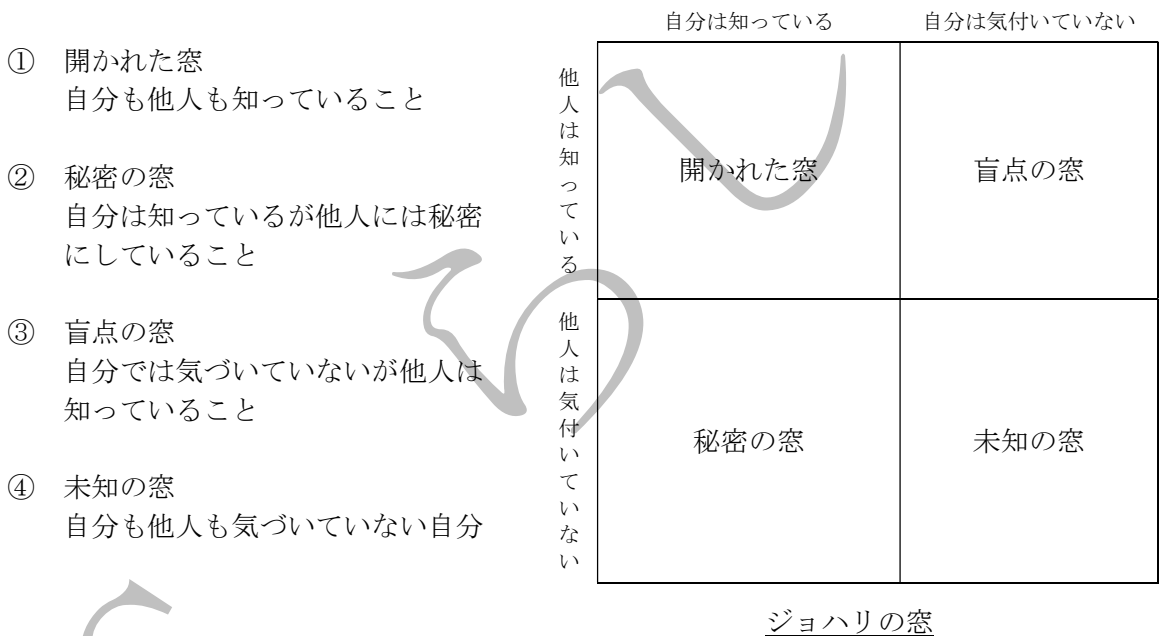 ① 開かれた窓
自分も他人も知っていること
② 秘密の窓
自分は知っているが他人には秘密
にしていること
③ 盲点の窓
自分では気づいていないが他人は
知っていること
④ 未知の窓
自分も他人も気づいていない自分
自分は知っている 自分は気付いていない
他人は知っている
開かれた窓 盲点の窓
他人は気付いていない
秘密の窓 未知の窓
ジョハリの窓